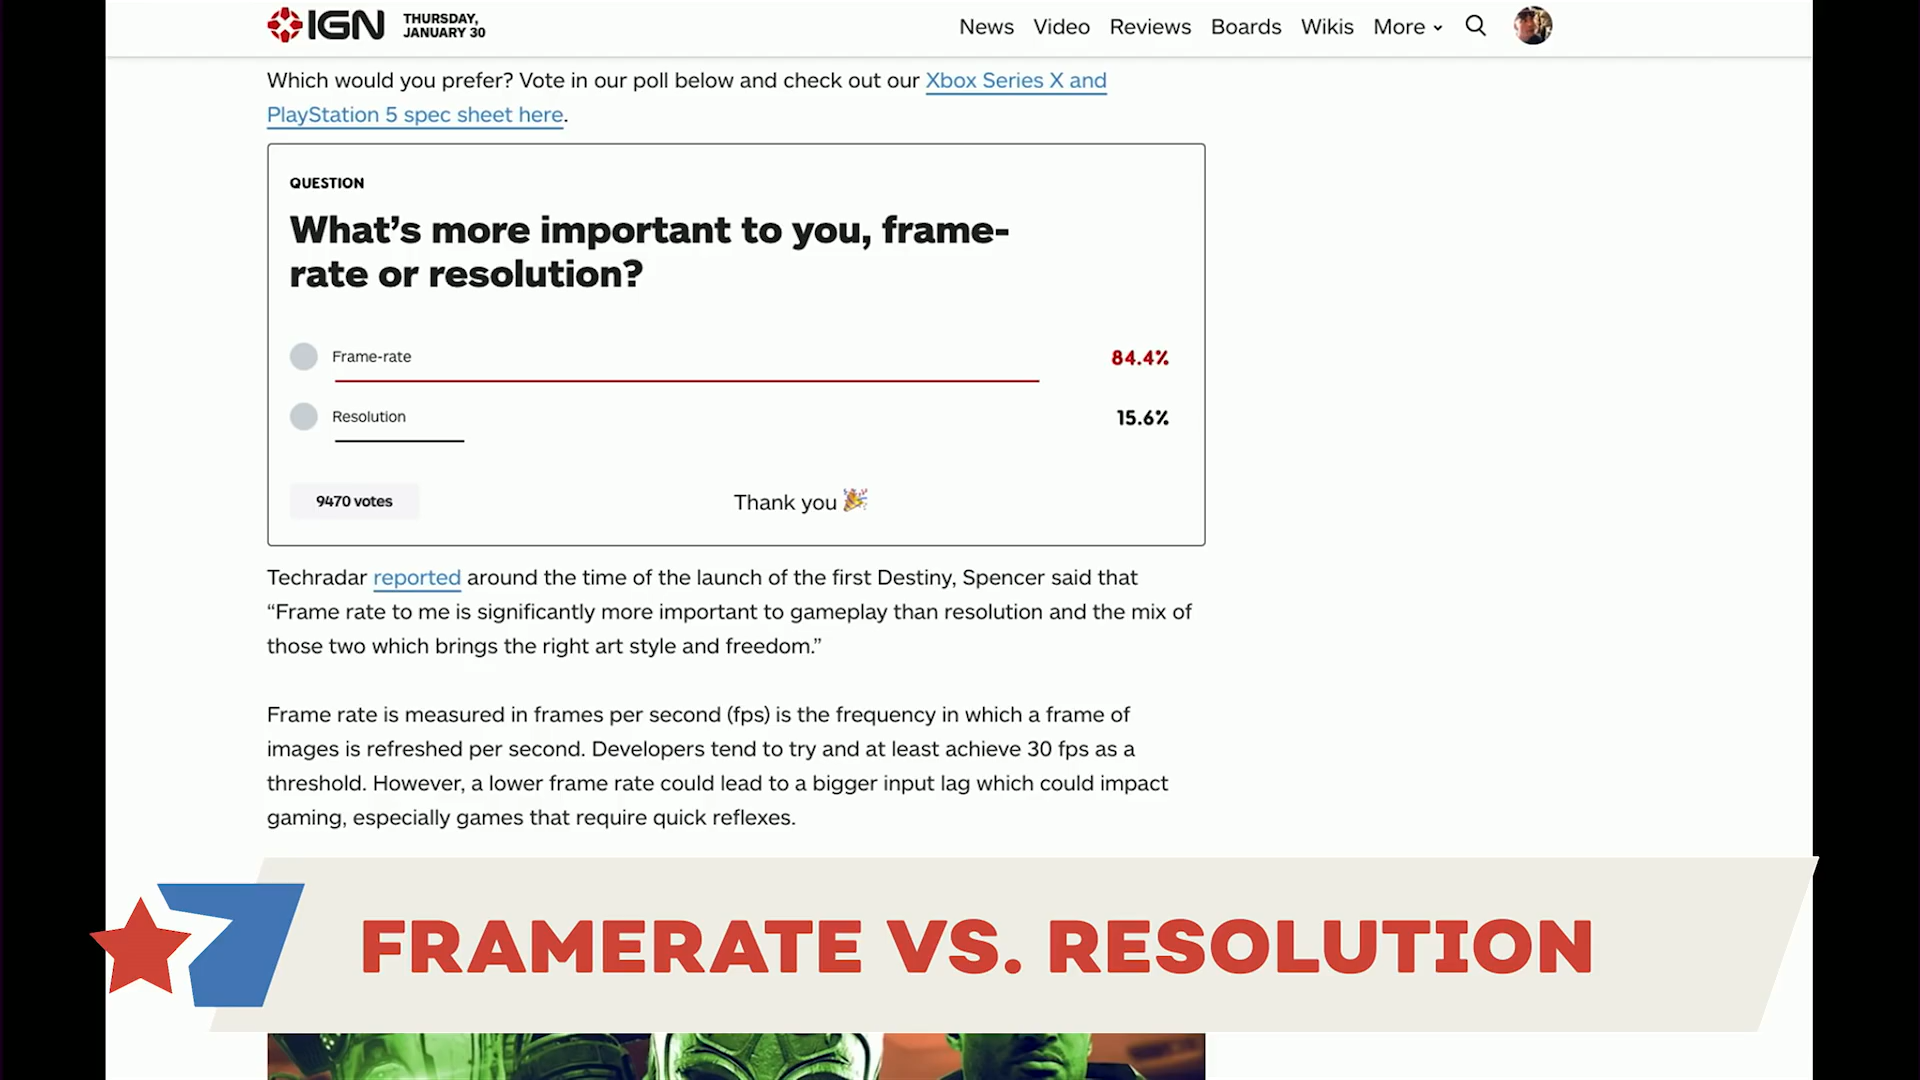 IGN
THURSDAY,
JANUARY 30
News Video Reviews Boards Wikis More
Which would you prefer? Vote in our poll below and check out our Xbox Series X and
PlayStation 5 spec sheet here.
QUESTION
What’s more important to you, frame-
rate or resolution?
Frame-rate 84.4%
Resolution 15.6%
9470 votes Thank you 🎉
Techradar reported around the time of the launch of the first Destiny, Spencer said that
“Frame rate to me is significantly more important to gameplay than resolution and the mix of
those two which brings the right art style and freedom.”
Frame rate is measured in frames per second (fps) is the frequency in which a frame of
images is refreshed per second. Developers tend to try and at least achieve 30 fps as a
threshold. However, a lower frame rate could lead to a bigger input lag which could impact
gaming, especially games that require quick reflexes.
FRAMERATE VS. RESOLUTION